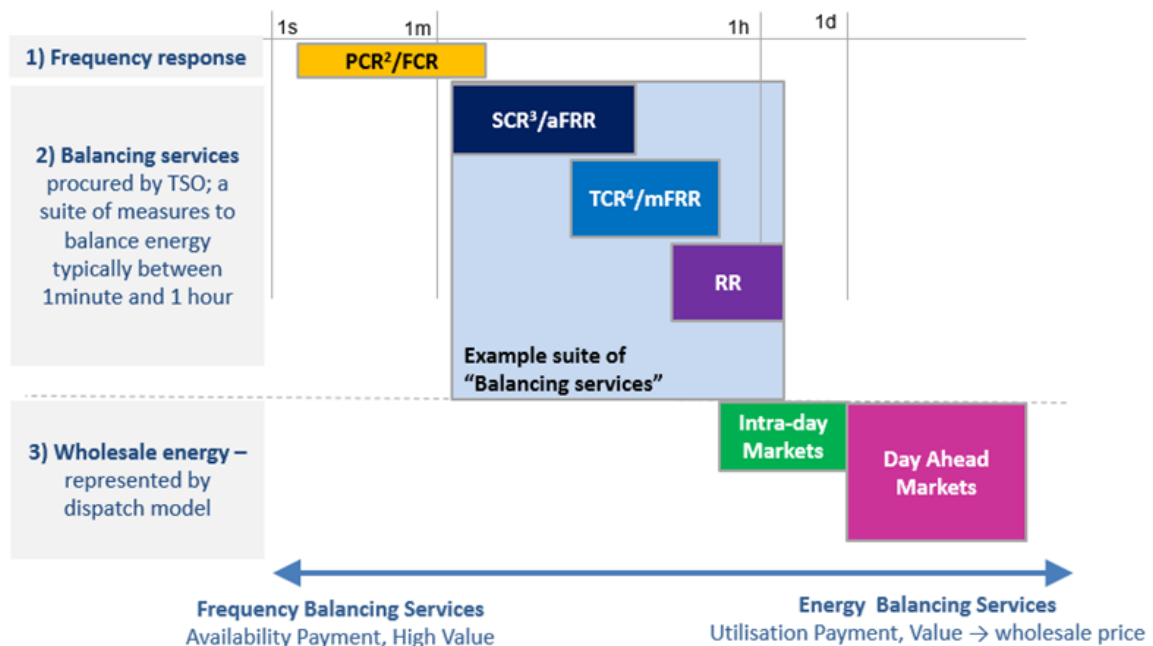 1s
1m
1h
1d
1) Frequency response
PCR²/FCR
2) Balancing services
procured by TSO; a
suite of measures to
balance energy
typically between
1minute and 1 hour
SCR³/aFRR
TCR⁴/mFRR
RR
Example suite of
“Balancing services”
3) Wholesale energy –
represented by
dispatch model
Intra-day
Markets
Day Ahead
Markets
Frequency Balancing Services
Availability Payment, High Value
Energy Balancing Services
Utilisation Payment, Value → wholesale price